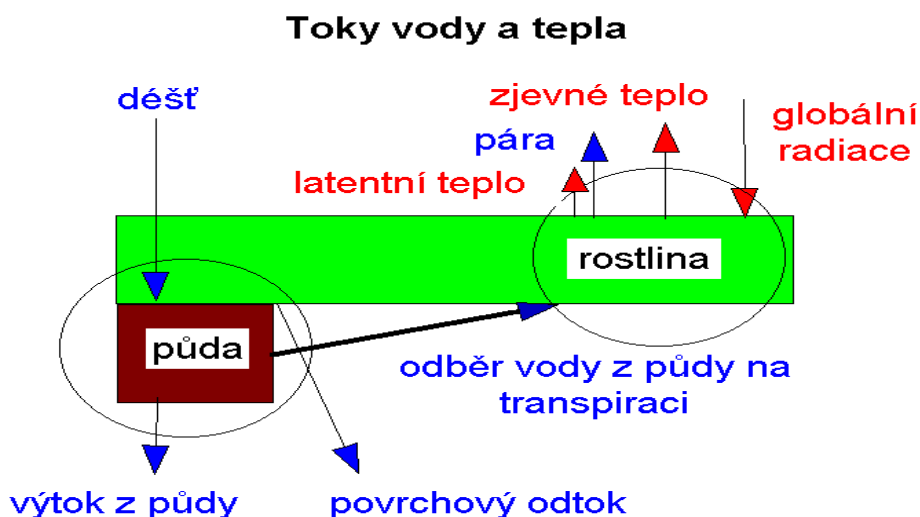 Toky vody a tepla
déšť
zjevné teplo
globální
radiace
pára
latentní teplo
rostlina
půda
odběr vody z půdy na
transpiraci
výtok z půdy
povrchový odtok